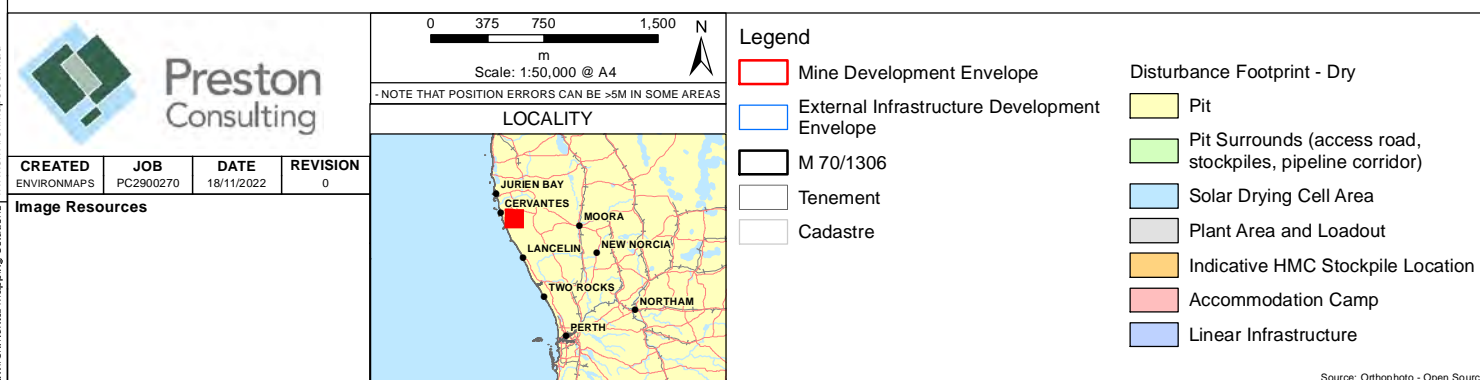 Preston
Consulting
CREATED
JOB
DATE
REVISION
ENVIRONMAPS
PC2900270
18/11/2022
0
Image Resources
0 375 750 1,500
m
Scale: 1:50,000 @ A4
N
- NOTE THAT POSITION ERRORS CAN BE >5M IN SOME AREAS
LOCALITY
JURIEN BAY
CERVANTES
MOORA
NEW NORCIA
LANCELIN
TWO ROCKS
NORTHAM
PERTH
Legend
Mine Development Envelope
External Infrastructure Development
Envelope
M 70/1306
Tenement
Cadastre
Disturbance Footprint - Dry
Pit
Pit Surrounds (access road,
stockpiles, pipeline corridor)
Solar Drying Cell Area
Plant Area and Loadout
Indicative HMC Stockpile Location
Accommodation Camp
Linear Infrastructure
Source: Orthophoto - Open Sourc